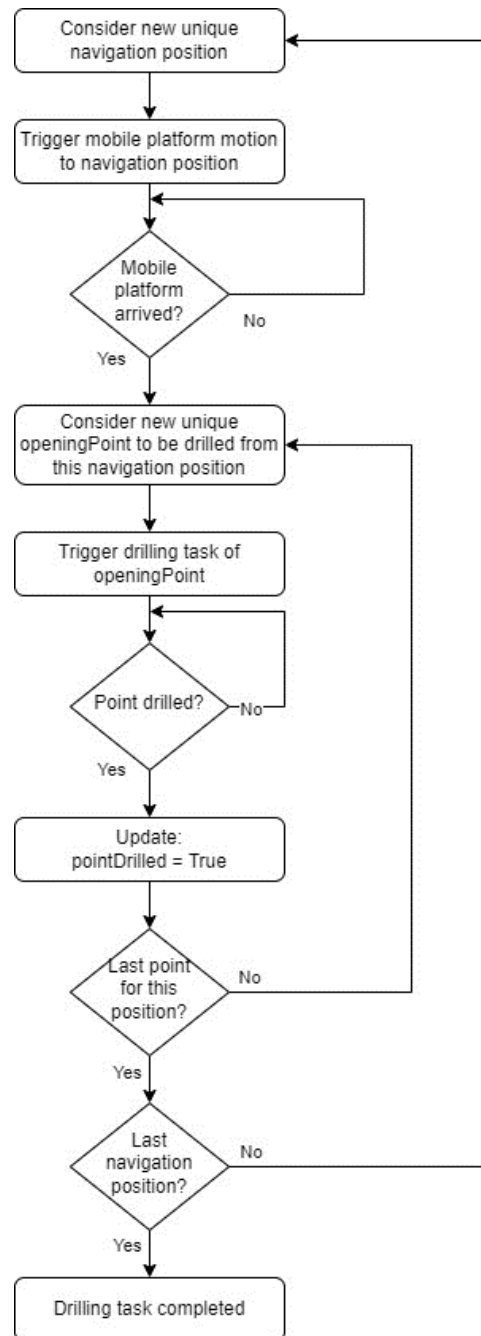 Consider new unique
navigation position
Trigger mobile platform motion
to navigation position
Mobile
platform
arrived?
No
Yes
Consider new unique
openingPoint to be drilled from
this navigation position
Trigger drilling task of
openingPoint
Point drilled?
No
Yes
Update:
pointDrilled = True
Last point
for this
position?
No
Yes
Last
navigation
position?
No
Yes
Drilling task completed